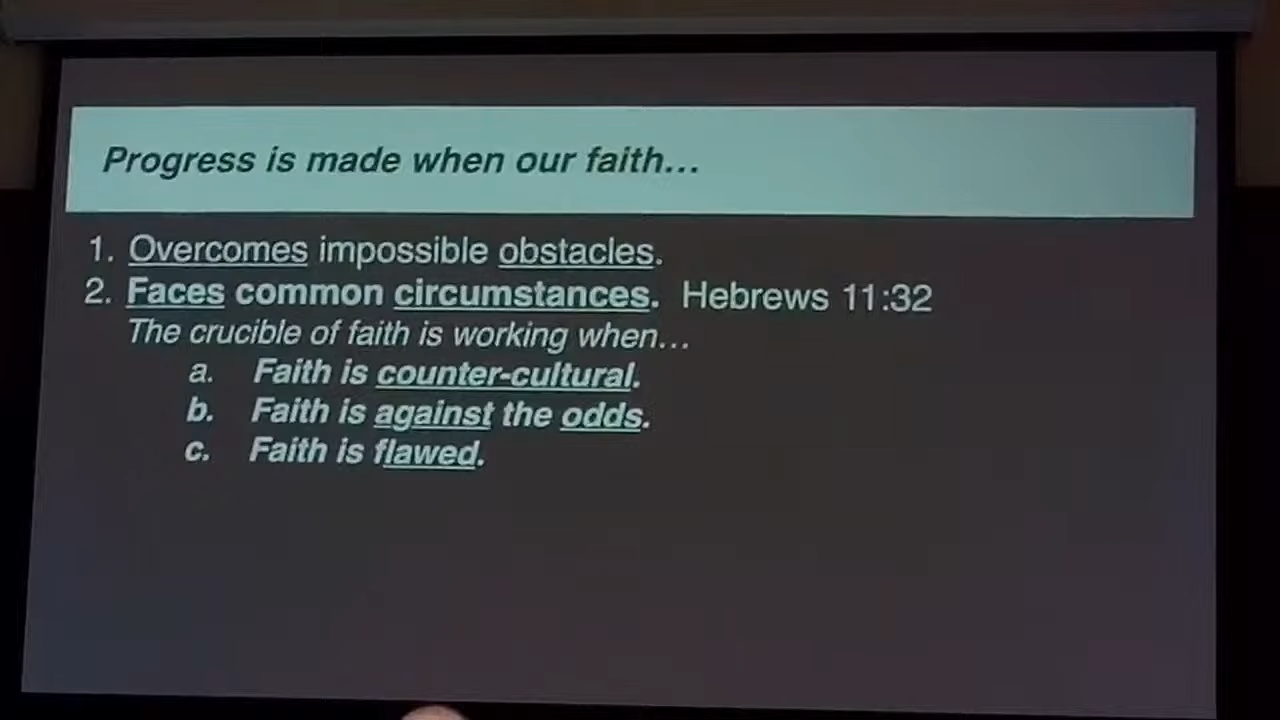 Progress is made when our faith...
1. Overcomes impossible obstacles.
2. Faces common circumstances. Hebrews 11:32
The crucible of faith is working when...
a. Faith is counter-cultural.
b. Faith is against the odds.
c. Faith is flawed.